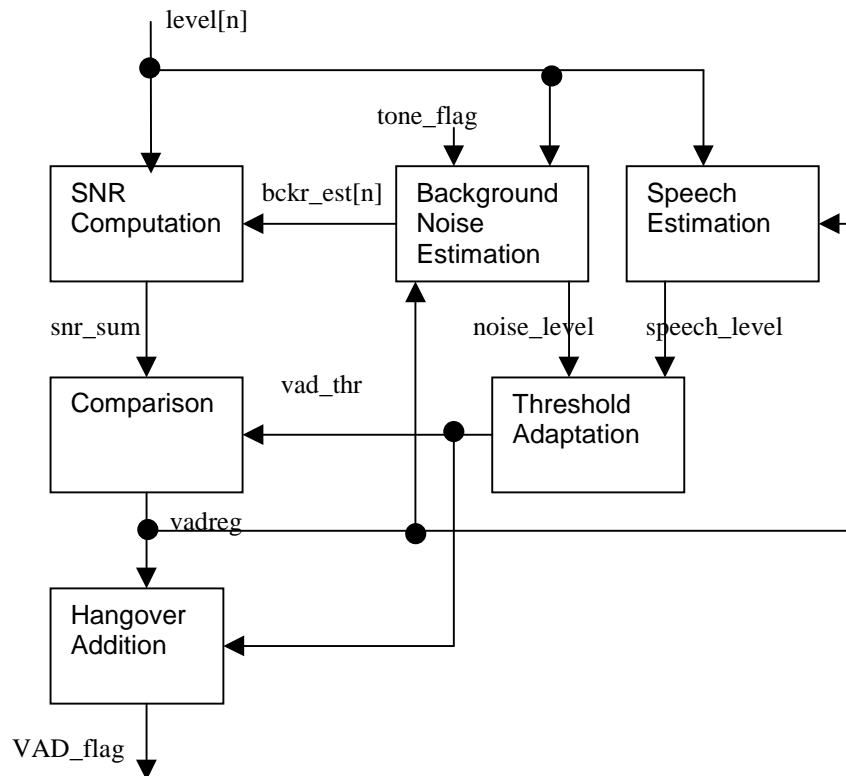 level[n]
tone_flag
SNR
Computation
bckr_est[n]
Background
Noise
Estimation
Speech
Estimation
snr_sum
noise_level
speech_level
Comparison
vad_thr
Threshold
Adaptation
vadreg
Hangover
Addition
VAD_flag